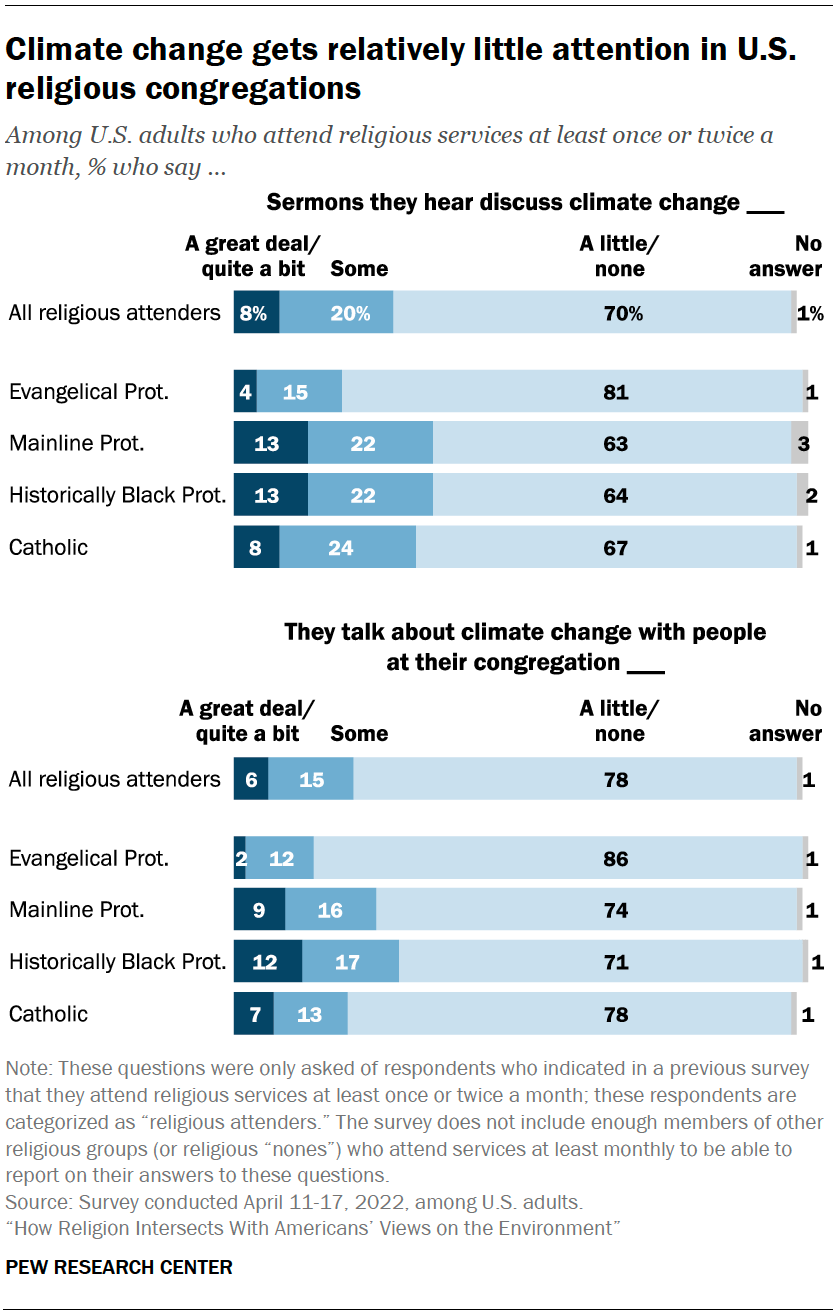 Climate change gets relatively little attention in U.S.
religious congregations
Among U.S. adults who attend religious services at least once or twice a
month, % who say ...
Sermons they hear discuss climate change ___
A great deal/
quite a bit Some A little/
none No
answer
All religious attenders 8% 20% 70% 1%
Evangelical Prot. 4 15 81 1
Mainline Prot. 13 22 63 3
Historically Black Prot. 13 22 64 2
Catholic 8 24 67 1
They talk about climate change with people
at their congregation ___
A great deal/
quite a bit Some A little/
none No
answer
All religious attenders 6 15 78 1
Evangelical Prot. 2 12 86 1
Mainline Prot. 9 16 74 1
Historically Black Prot. 12 17 71 1
Catholic 7 13 78 1
Note: These questions were only asked of respondents who indicated in a previous survey
that they attend religious services at least once or twice a month; these respondents are
categorized as “religious attenders.” The survey does not include enough members of other
religious groups (or religious “nones”) who attend services at least monthly to be able to
report on their answers to these questions.
Source: Survey conducted April 11-17, 2022, among U.S. adults.
“How Religion Intersects With Americans’ Views on the Environment”
PEW RESEARCH CENTER